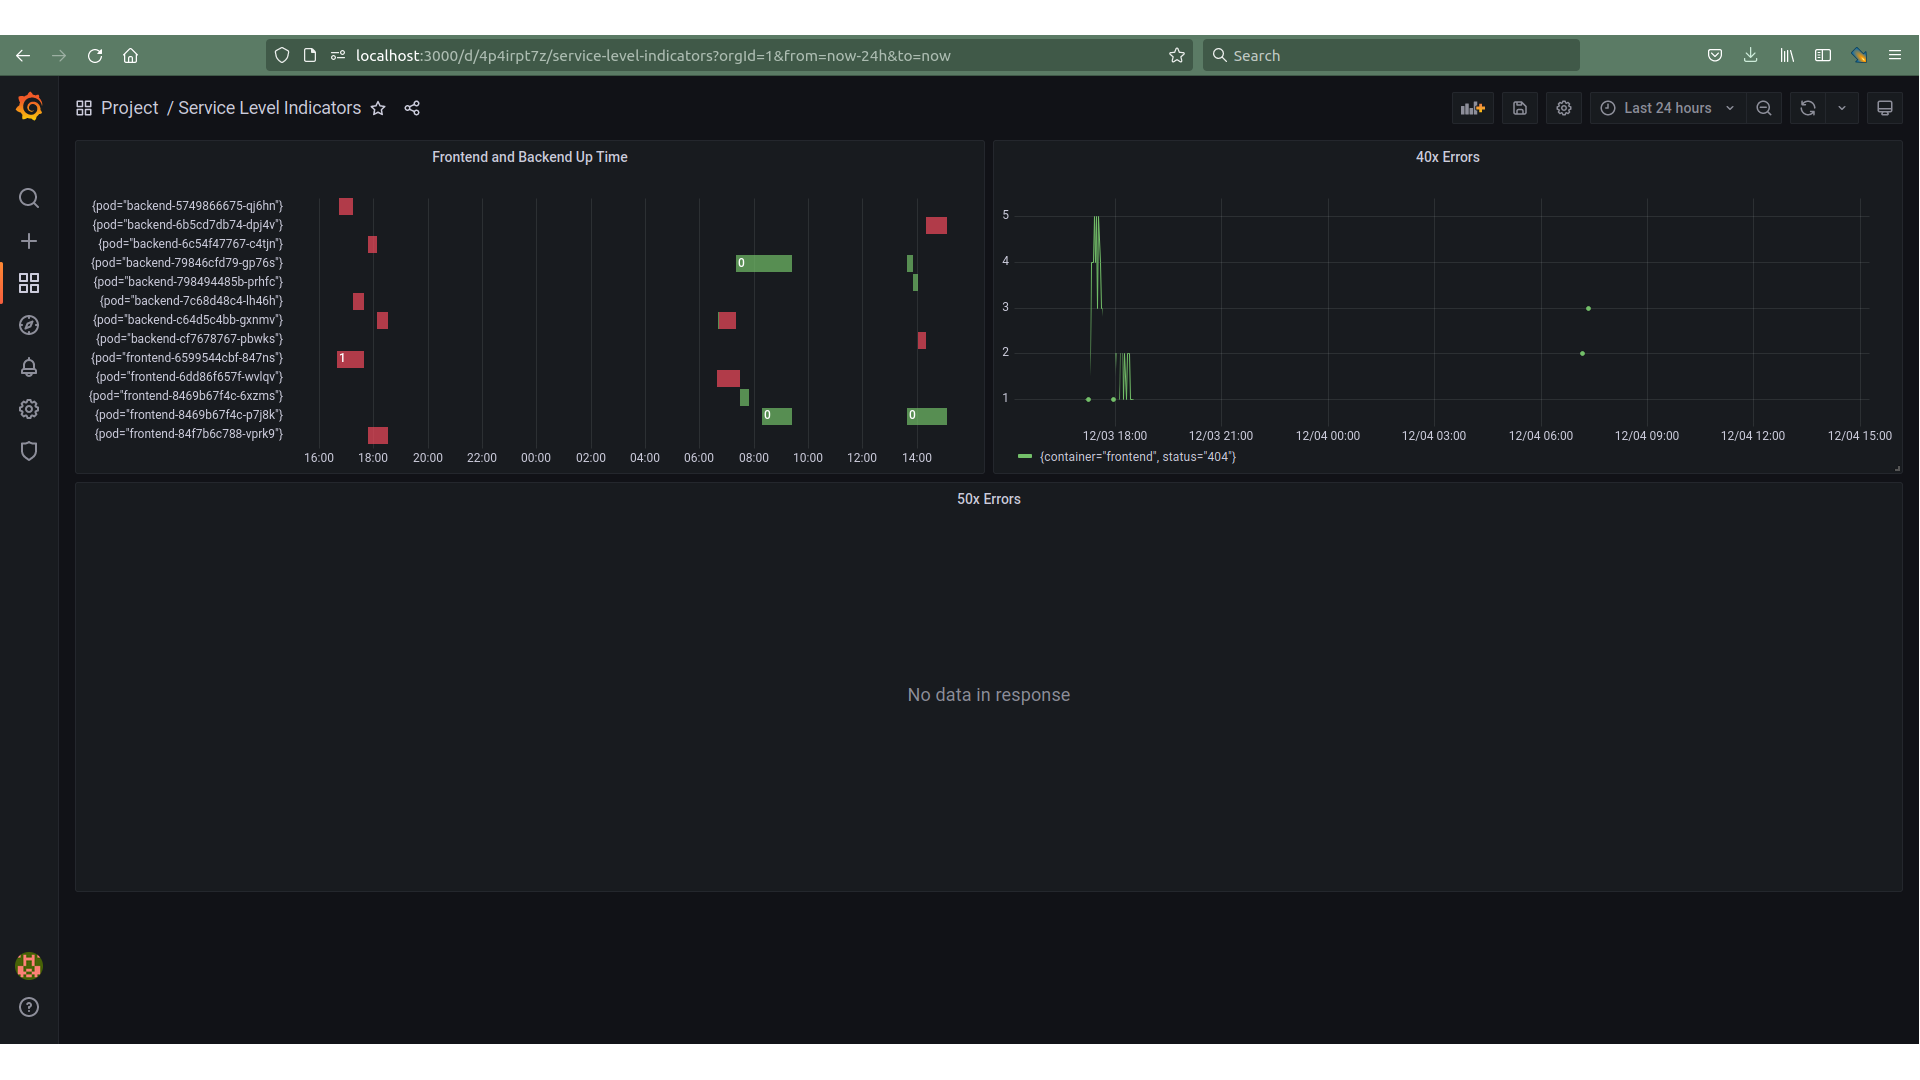 localhost:3000/d/4p4irpt7z/service-level-indicators?orgId=1&from=now-24h&to=now
Search
Project / Service Level Indicators
Last 24 hours
Frontend and Backend Up Time
{pod="backend-5749866675-qj6hn"}
{pod="backend-6b5cd7db74-dpj4v"}
{pod="backend-6c54f47767-c4tjn"}
{pod="backend-79846cfd79-gp76s"}
0
{pod="backend-798494485b-prhfc"}
{pod="backend-7c68d48c4-lh46h"}
{pod="backend-c64d5c4bb-gxnmv"}
{pod="backend-cf7678767-pbwks"}
{pod="frontend-6599544cbf-847ns"}
1
{pod="frontend-6dd86f657f-wvlqv"}
{pod="frontend-8469b67f4c-6xzms"}
{pod="frontend-8469b67f4c-p7j8k"}
0 0
{pod="frontend-84f7b6c788-vprk9"}
16:00 18:00 20:00 22:00 00:00 02:00 04:00 06:00 08:00 10:00 12:00 14:00
40x Errors
5
4
3
2
1
12/03 18:00 12/03 21:00 12/04 00:00 12/04 03:00 12/04 06:00 12/04 09:00 12/04 12:00 12/04 15:00
{container="frontend", status="404"}
50x Errors
No data in response